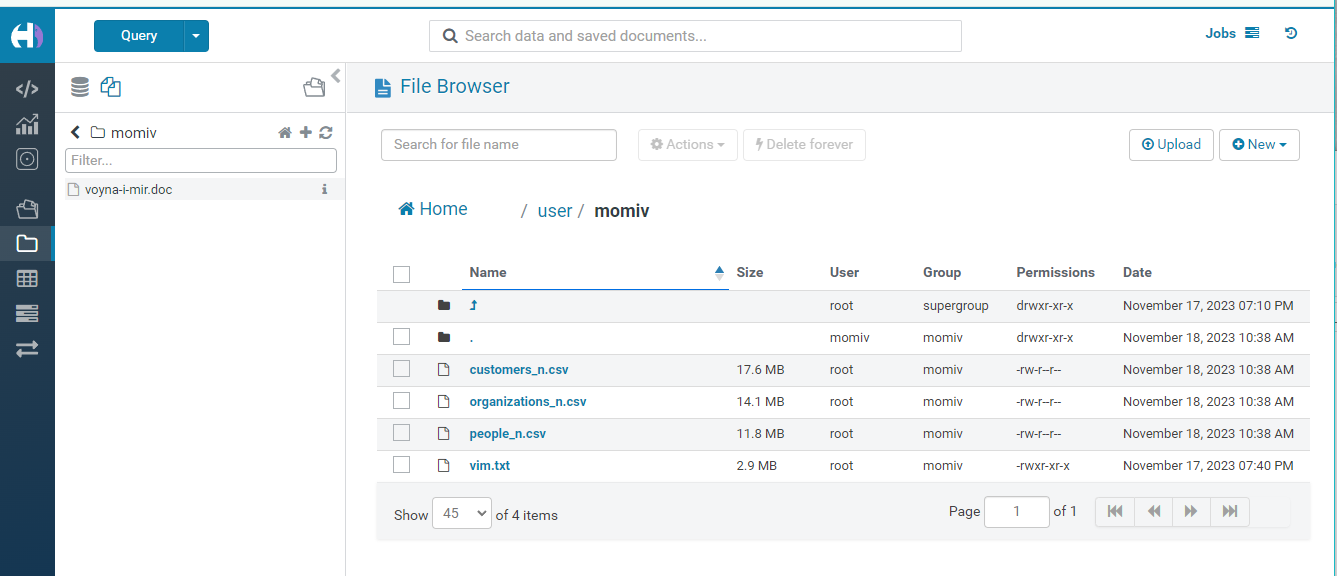 Query
Search data and saved documents...
Jobs
File Browser
momiv
Filter...
voyna-i-mir.doc
Search for file name
Actions
Delete forever
Upload
New
Home / user / momiv
Name Size User Group Permissions Date
root supergroup drwxr-xr-x November 17, 2023 07:10 PM
. momiv momiv drwxr-xr-x November 18, 2023 10:38 AM
customers_n.csv 17.6 MB root momiv -rw-r--r-- November 18, 2023 10:38 AM
organizations_n.csv 14.1 MB root momiv -rw-r--r-- November 18, 2023 10:38 AM
people_n.csv 11.8 MB root momiv -rw-r--r-- November 18, 2023 10:38 AM
vim.txt 2.9 MB root momiv -rwxr-xr-x November 17, 2023 07:40 PM
Show 45 of 4 items
Page 1 of 1